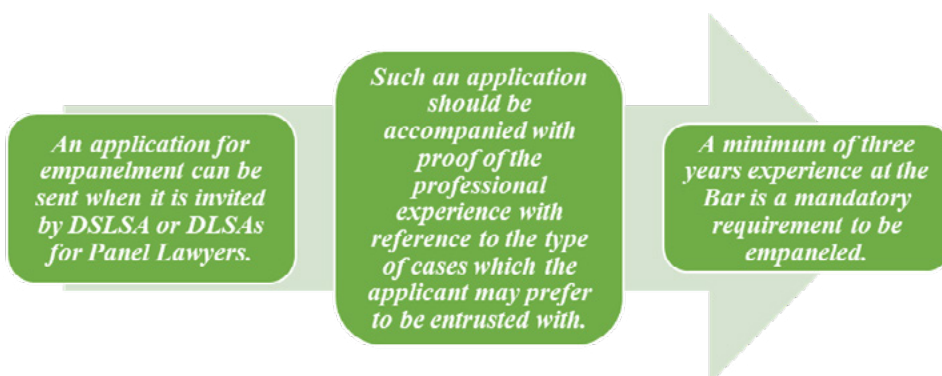 An application for
empanelment can be
sent when it is invited
by DSLSA or DLSAs
for Panel Lawyers.
Such an application
should be
accompanied with
proof of the
professional
experience with
reference to the type
of cases which the
applicant may prefer
to be entrusted with.
A minimum of three
years experience at the
Bar is a mandatory
requirement to be
empaneled.